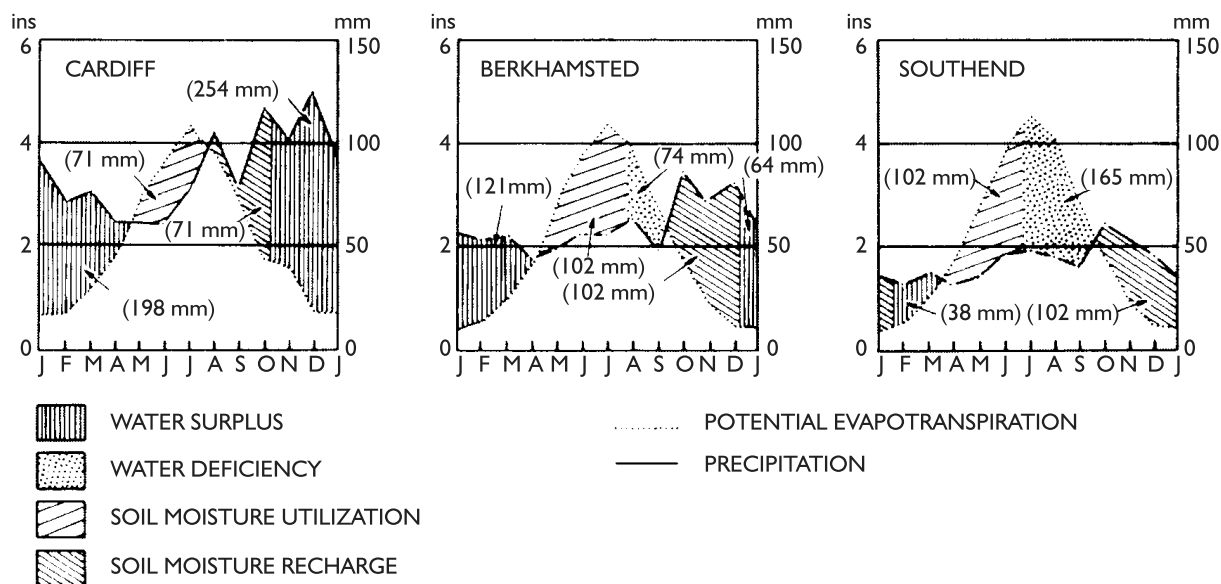 ins mm ins mm ins mm
6 150 6 150 6 150
CARDIFF BERKHAMSTED SOUTHEND
(254 mm)
4 100 4 100 4 100
(71 mm) (74 mm) (64 mm) (102 mm) (165 mm)
(121mm)
(71 mm)
2 50 2 50 2 50
(102 mm)
(102 mm)
(198 mm) (38 mm) (102 mm)
0 0 0 0 0 0
J F M A M J J A S O N D J J F M A M J J A S O N D J J F M A M J J A S O N D J
WATER SURPLUS
WATER DEFICIENCY
SOIL MOISTURE UTILIZATION
SOIL MOISTURE RECHARGE
POTENTIAL EVAPOTRANSPIRATION
PRECIPITATION